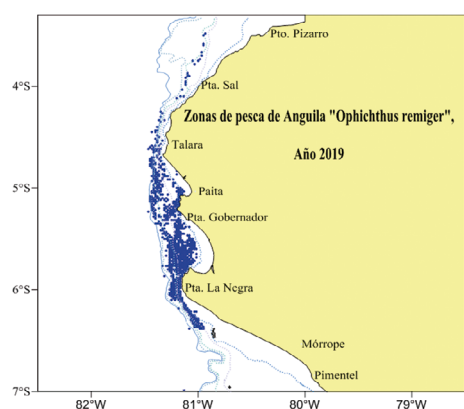 Pto. Pizarro
4°S
Pta. Sal
Zonas de pesca de Anguila "Ophichthus remiger",
Talara
Año 2019
5°S
Paita
Pta. Gobernador
6°S
Pta. La Negra
Mórrope
Pimentel
7°S
82°W 81°W 80°W 79°W